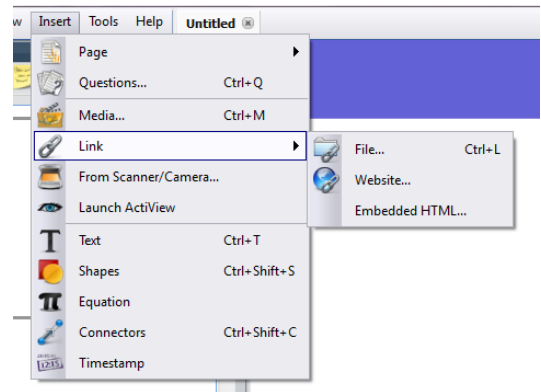 w Insert Tools Help Untitled
Page
Questions... Ctrl+Q
Media... Ctrl+M
Link
File... Ctrl+L
From Scanner/Camera...
Website...
Launch ActiView
Embedded HTML...
Text Ctrl+T
Shapes Ctrl+Shift+S
Equation
Connectors Ctrl+Shift+C
Timestamp